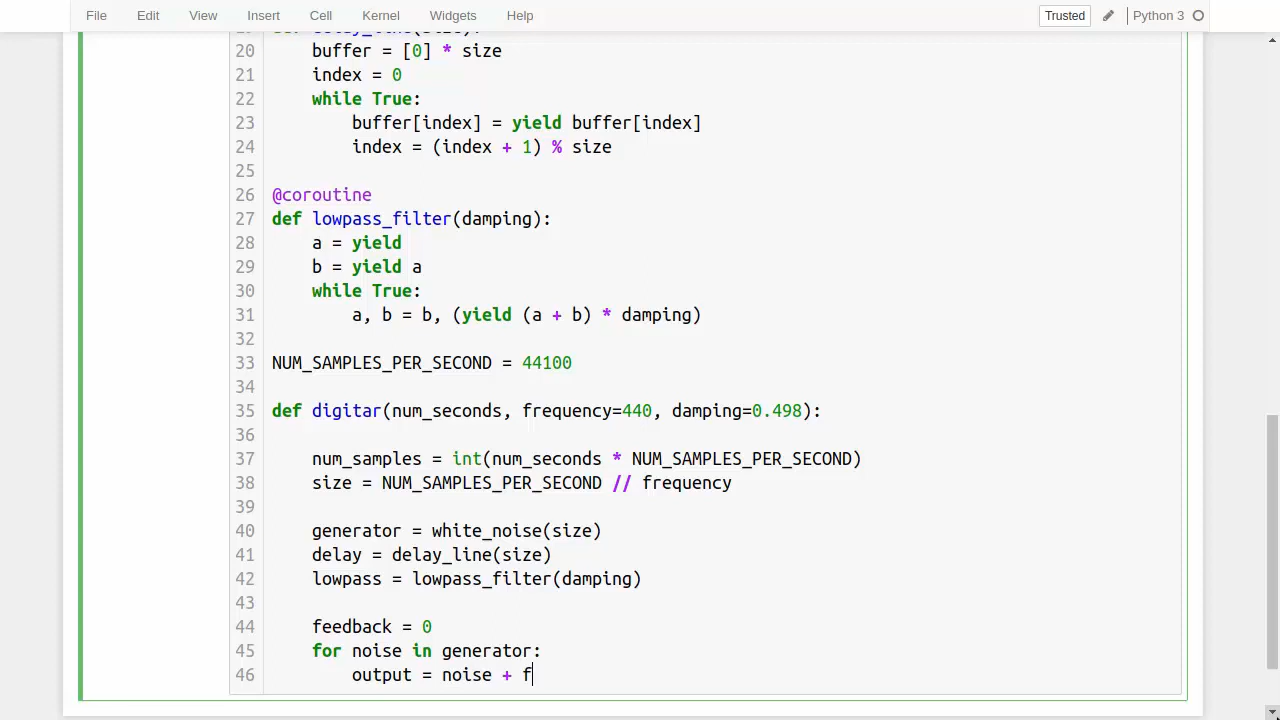 File Edit View Insert Cell Kernel Widgets Help Trusted Python 3
20 buffer = [0] * size
21 index = 0
22 while True:
23 buffer[index] = yield buffer[index]
24 index = (index + 1) % size
25
26 @coroutine
27 def lowpass_filter(damping):
28 a = yield
29 b = yield a
30 while True:
31 a, b = b, (yield (a + b) * damping)
32
33 NUM_SAMPLES_PER_SECOND = 44100
34
35 def digitar(num_seconds, frequency=440, damping=0.498):
36
37 num_samples = int(num_seconds * NUM_SAMPLES_PER_SECOND)
38 size = NUM_SAMPLES_PER_SECOND // frequency
39
40 generator = white_noise(size)
41 delay = delay_line(size)
42 lowpass = lowpass_filter(damping)
43
44 feedback = 0
45 for noise in generator:
46 output = noise + f